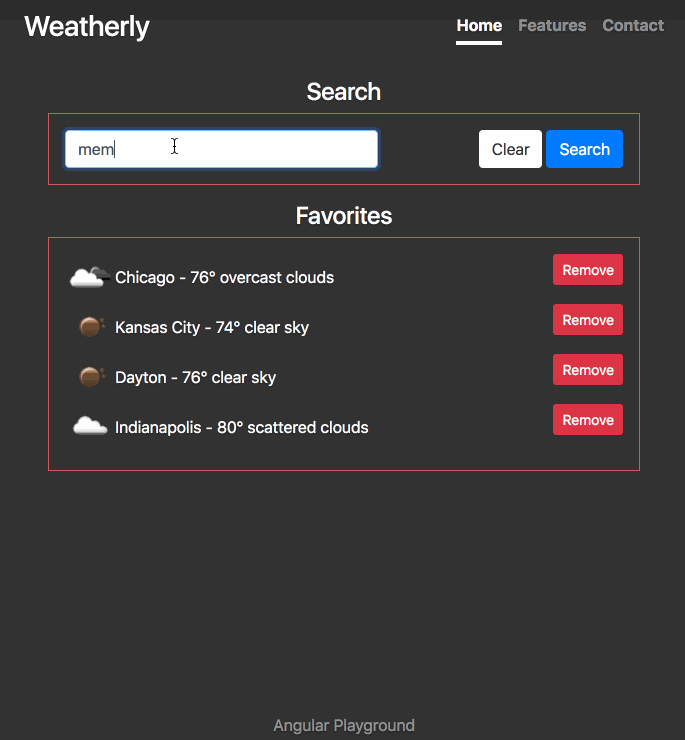 Weatherly
Home Features Contact
Search
mem
Clear Search
Favorites
Chicago - 76° overcast clouds Remove
Kansas City - 74° clear sky Remove
Dayton - 76° clear sky Remove
Indianapolis - 80° scattered clouds Remove
Angular Playground